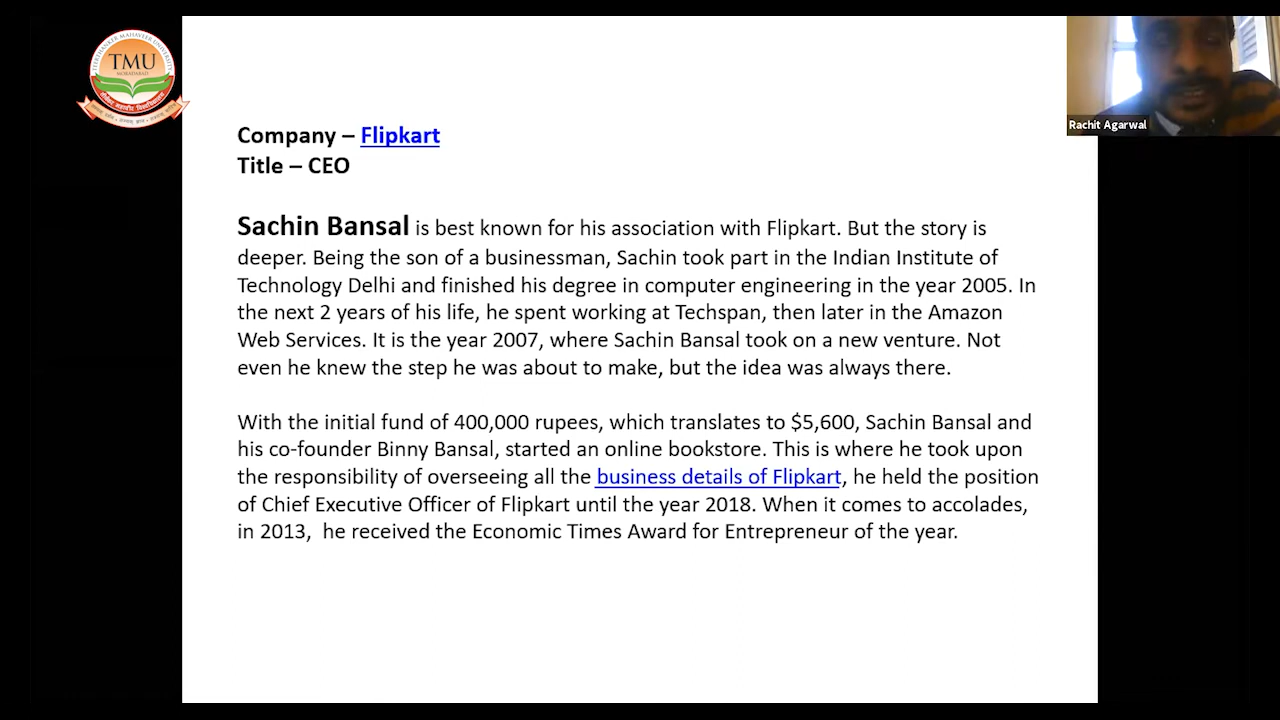 TEERTHANKER MAHAVEER UNIVERSITY
TMU
MORADABAD
Rachit Agarwal
Company – Flipkart
Title – CEO
Sachin Bansal is best known for his association with Flipkart. But the story is
deeper. Being the son of a businessman, Sachin took part in the Indian Institute of
Technology Delhi and finished his degree in computer engineering in the year 2005. In
the next 2 years of his life, he spent working at Techspan, then later in the Amazon
Web Services. It is the year 2007, where Sachin Bansal took on a new venture. Not
even he knew the step he was about to make, but the idea was always there.
With the initial fund of 400,000 rupees, which translates to $5,600, Sachin Bansal and
his co-founder Binny Bansal, started an online bookstore. This is where he took upon
the responsibility of overseeing all the business details of Flipkart, he held the position
of Chief Executive Officer of Flipkart until the year 2018. When it comes to accolades,
in 2013,  he received the Economic Times Award for Entrepreneur of the year.